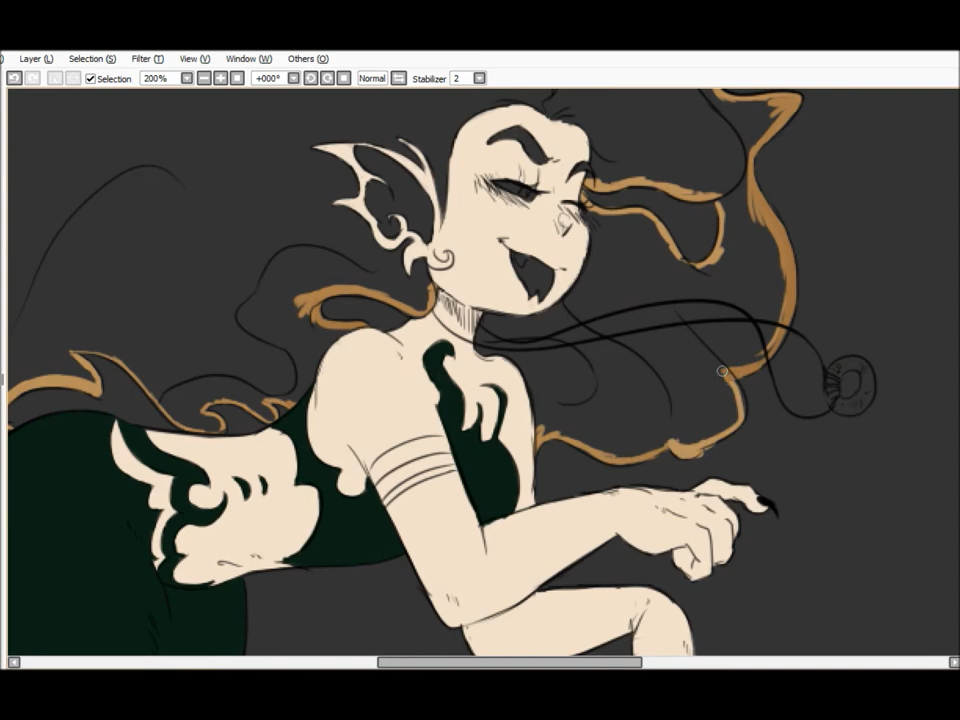 ) Layer (L) Selection (S) Filter (T) View (V) Window (W) Others (O)
Selection 200% +000° Normal Stabilizer 2